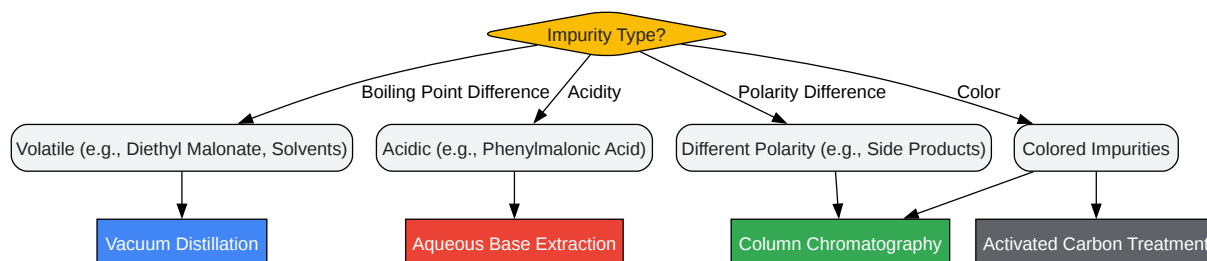 Impurity Type?
Boiling Point Difference
Acidity
Polarity Difference
Color
Volatile (e.g., Diethyl Malonate, Solvents)
Acidic (e.g., Phenylmalonic Acid)
Different Polarity (e.g., Side Products)
Colored Impurities
Vacuum Distillation
Aqueous Base Extraction
Column Chromatography
Activated Carbon Treatment